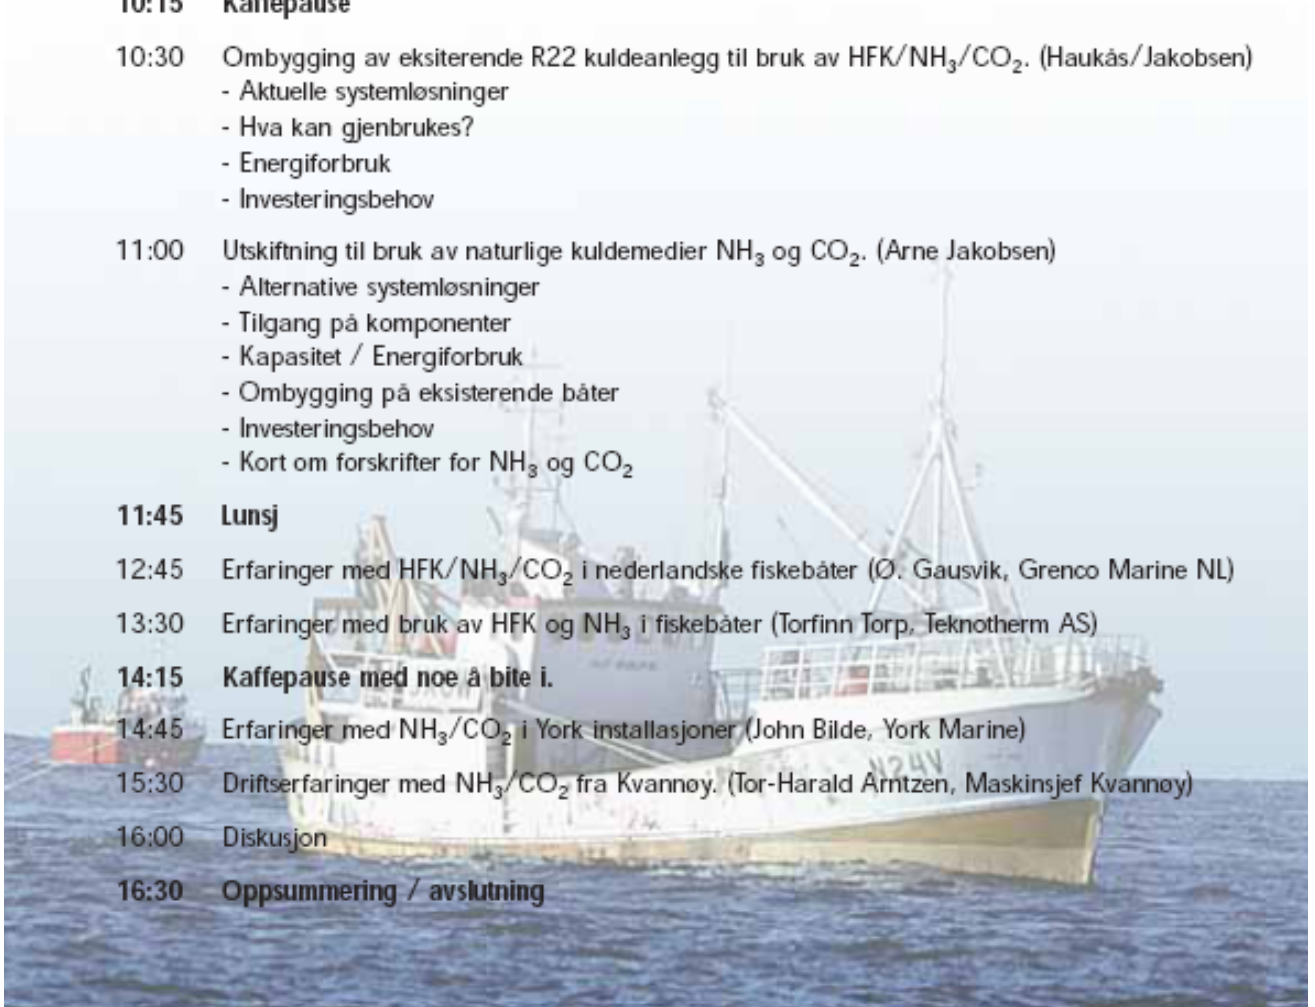 10:15 Kaffepause
10:30 Ombygging av eksiterende R22 kuldeanlegg til bruk av HFK/NH₃/CO₂. (Haukås/Jakobsen)
- Aktuelle systemløsninger
- Hva kan gjenbrukes?
- Energiforbruk
- Investeringsbehov
11:00 Utskiftning til bruk av naturlige kuldemedier NH₃ og CO₂. (Arne Jakobsen)
- Alternative systemløsninger
- Tilgang på komponenter
- Kapasitet / Energiforbruk
- Ombygging på eksisterende båter
- Investeringsbehov
- Kort om forskrifter for NH₃ og CO₂
11:45 Lunsj
12:45 Erfaringer med HFK/NH₃/CO₂ i nederlandske fiskebåter (Ø. Gausvik, Grenco Marine NL)
13:30 Erfaringer med bruk av HFK og NH₃ i fiskebåter (Torfinn Torp, Teknotherm AS)
14:15 Kaffepause med noe å bite i.
14:45 Erfaringer med NH₃/CO₂ i York installasjoner (John Bilde, York Marine)
N24V
15:30 Driftserfaringer med NH₃/CO₂ fra Kvannøy. (Tor-Harald Arntzen, Maskinsjef Kvannøy)
16:00 Diskusjon
16:30 Oppsummering / avslutning